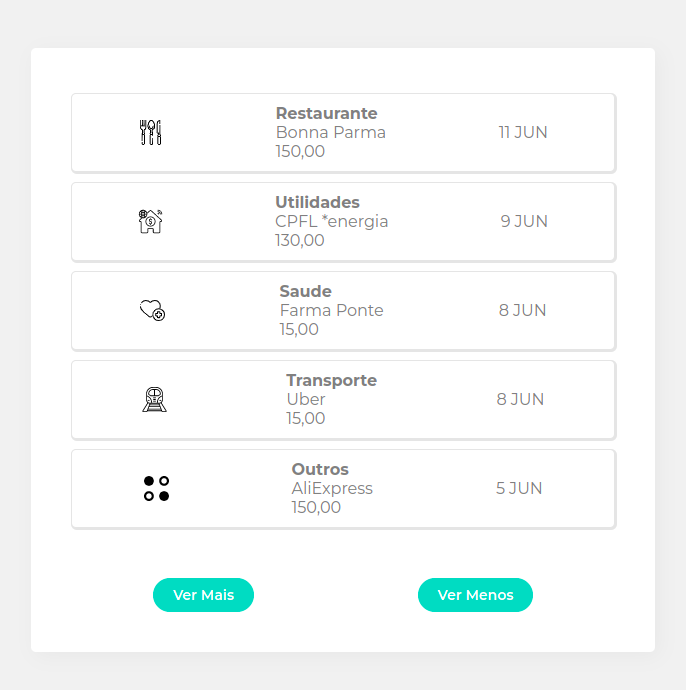 Restaurante
Bonna Parma
150,00
11 JUN
Utilidades
CPFL *energia
130,00
9 JUN
Saude
Farma Ponte
15,00
8 JUN
Transporte
Uber
15,00
8 JUN
Outros
AliExpress
150,00
5 JUN
Ver Mais
Ver Menos